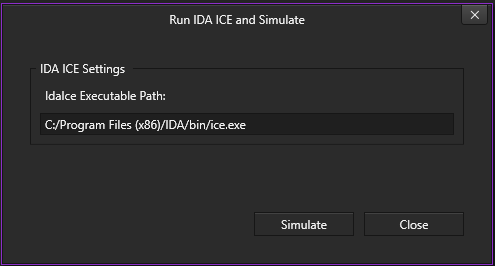 Run IDA ICE and Simulate
IDA ICE Settings
IdaIce Executable Path:
C:/Program Files (x86)/IDA/bin/ice.exe
Simulate
Close